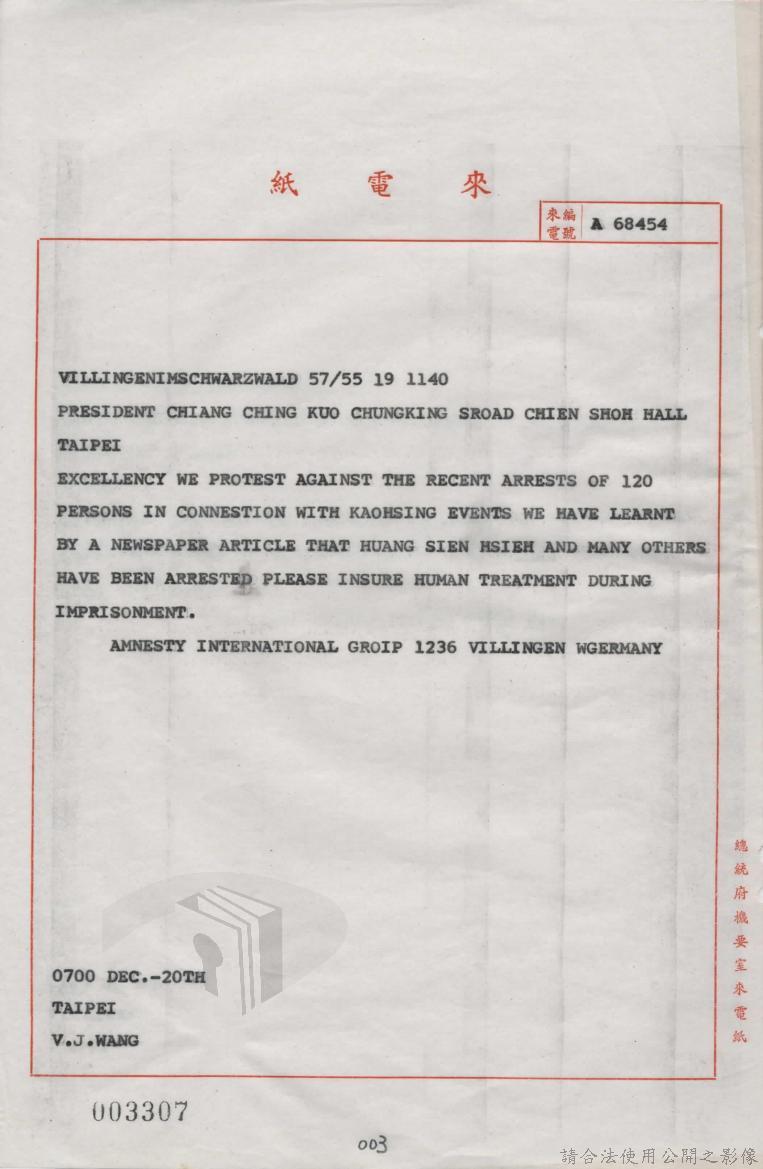 來電紙
來電編號 A 68454
VILLINGENIMSCHWARZWALD 57/55 19 1140
PRESIDENT CHIANG CHING KUO CHUNGKING SROAD CHIEN SHOH HALL
TAIPEI
EXCELLENCY WE PROTEST AGAINST THE RECENT ARRESTS OF 120
PERSONS IN CONNESTION WITH KAOHSING EVENTS WE HAVE LEARNT
BY A NEWSPAPER ARTICLE THAT HUANG SIEN HSIEH AND MANY OTHERS
HAVE BEEN ARRESTED PLEASE INSURE HUMAN TREATMENT DURING
IMPRISONMENT.
AMNESTY INTERNATIONAL GROIP 1236 VILLINGEN WGERMANY
0700 DEC.-20TH
TAIPEI
V.J.WANG
總統府機要室來電紙
003307
003
請合法使用公開之影像